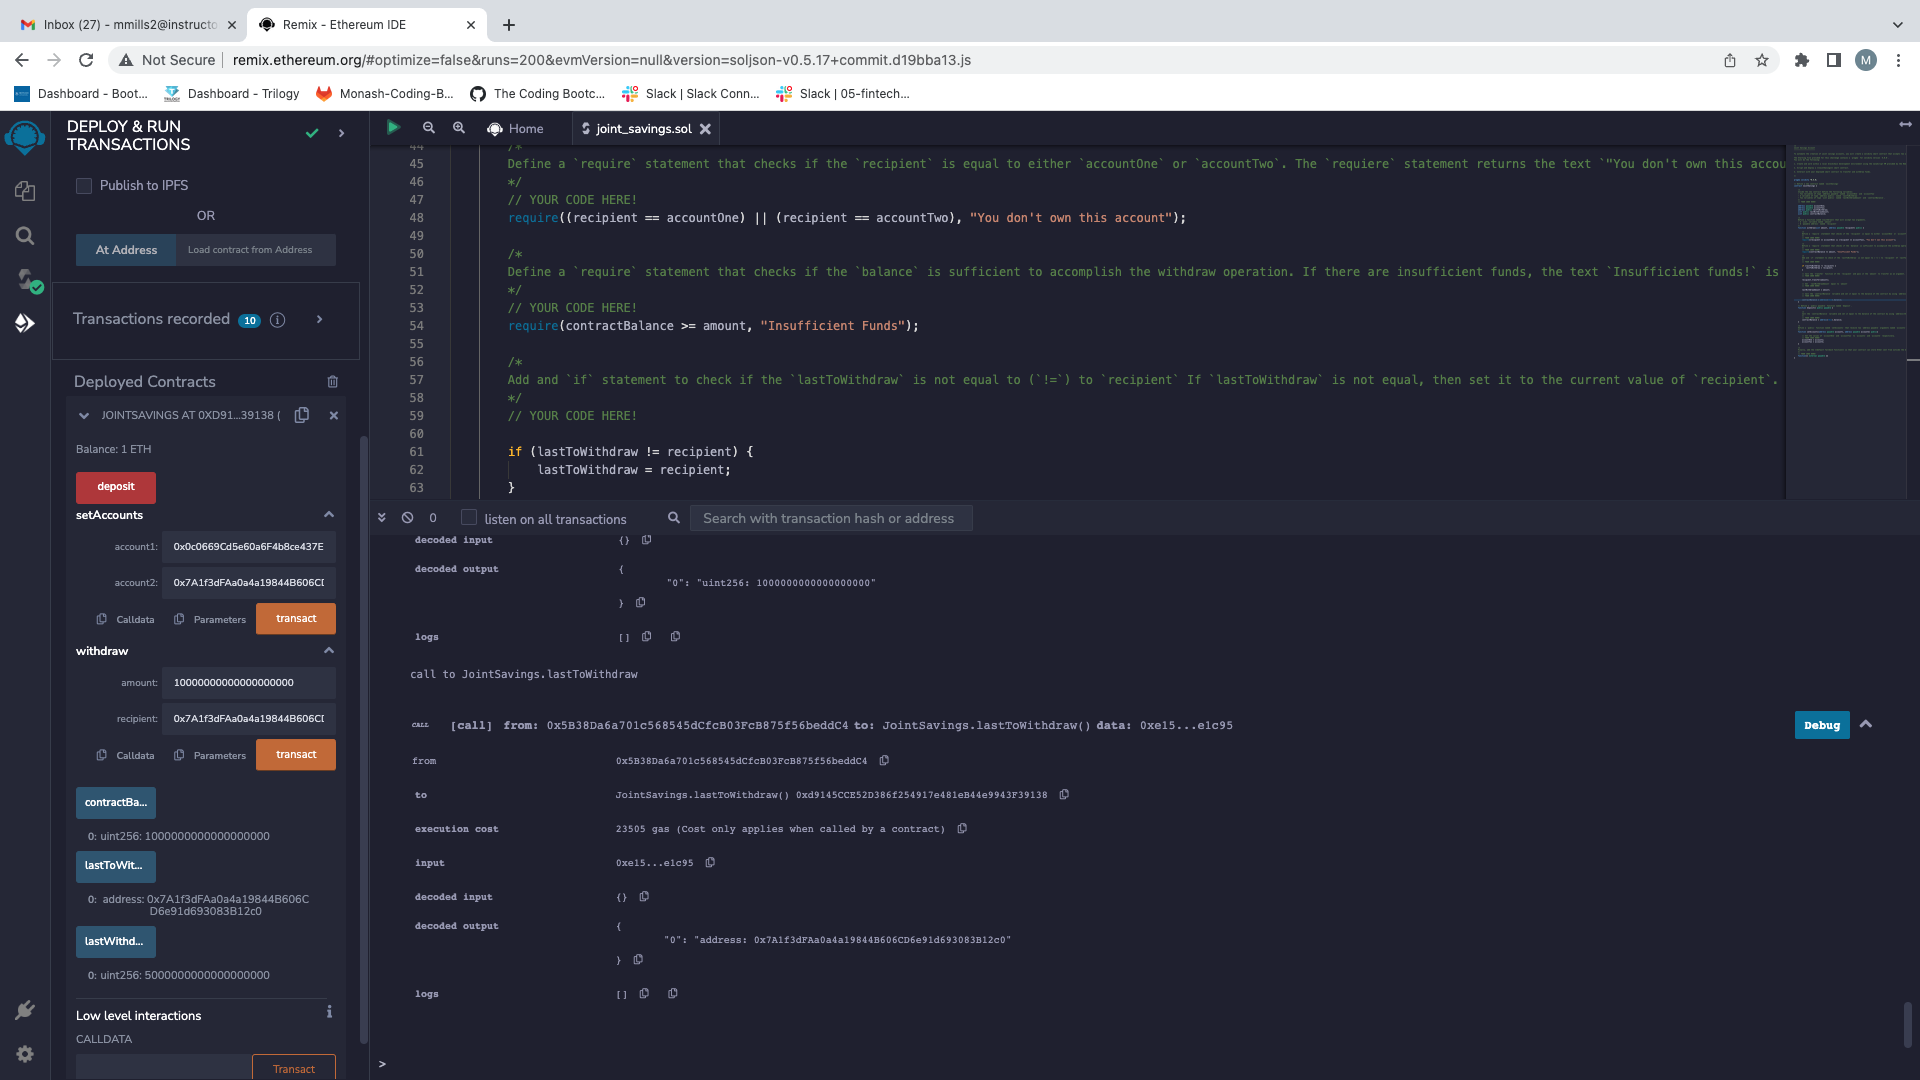 Inbox (27) - mmills2@instructo
Remix - Ethereum IDE
Not Secure
remix.ethereum.org/#optimize=false&runs=200&evmVersion=null&version=soljson-v0.5.17+commit.d19bba13.js
M
Dashboard - Boot...
Dashboard - Trilogy
Monash-Coding-B...
The Coding Bootc...
Slack | Slack Conn...
Slack | 05-fintech...
DEPLOY & RUN
TRANSACTIONS
Publish to IPFS
OR
At Address
Load contract from Address
Transactions recorded 10
Deployed Contracts
JOINTSAVINGS AT 0XD91...39138 (
Balance: 1 ETH
deposit
setAccounts
account1: 0x0c0669Cd5e60a6F4b8ce437E
account2: 0x7A1f3dFAa0a4a19844B606CD
Calldata Parameters transact
withdraw
amount: 10000000000000000000
recipient: 0x7A1f3dFAa0a4a19844B606CD
Calldata Parameters transact
contractBa...
0: uint256: 1000000000000000000
lastToWit...
0: address: 0x7A1f3dFAa0a4a19844B606C
D6e91d693083B12c0
lastWithd...
0: uint256: 5000000000000000000
Low level interactions
CALLDATA
Transact
Home
joint_savings.sol
44 /*
45 Define a `require` statement that checks if the `recipient` is equal to either `accountOne` or `accountTwo`. The `requiere` statement returns the text `"You don't own this accou
46 */
47 // YOUR CODE HERE!
48 require((recipient == accountOne) || (recipient == accountTwo), "You don't own this account");
49
50 /*
51 Define a `require` statement that checks if the `balance` is sufficient to accomplish the withdraw operation. If there are insufficient funds, the text `Insufficient funds!` is
52 */
53 // YOUR CODE HERE!
54 require(contractBalance >= amount, "Insufficient Funds");
55
56 /*
57 Add and `if` statement to check if the `lastToWithdraw` is not equal to (`!=`) to `recipient` If `lastToWithdraw` is not equal, then set it to the current value of `recipient`.
58 */
59 // YOUR CODE HERE!
60
61 if (lastToWithdraw != recipient) {
62 lastToWithdraw = recipient;
63 }
0
listen on all transactions
Search with transaction hash or address
decoded input {}
decoded output {
"0": "uint256: 1000000000000000000"
}
logs []
call to JointSavings.lastToWithdraw
CALL [call] from: 0x5B38Da6a701c568545dCfcB03FcB875f56beddC4 to: JointSavings.lastToWithdraw() data: 0xe15...e1c95
Debug
from 0x5B38Da6a701c568545dCfcB03FcB875f56beddC4
to JointSavings.lastToWithdraw() 0xd9145CCE52D386f254917e481eB44e9943F39138
execution cost 23505 gas (Cost only applies when called by a contract)
input 0xe15...e1c95
decoded input {}
decoded output {
"0": "address: 0x7A1f3dFAa0a4a19844B606CD6e91d693083B12c0"
}
logs []
>